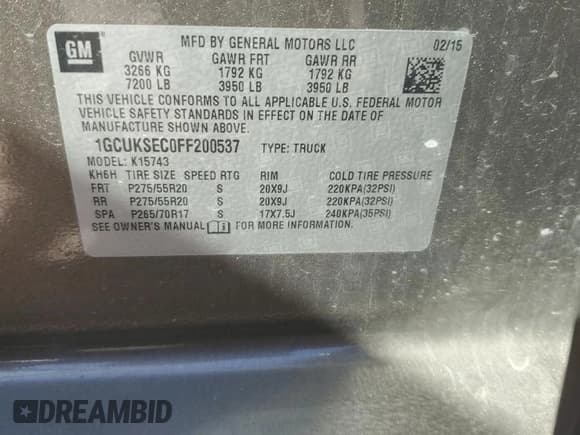 GM
MFD BY GENERAL MOTORS LLC 02/15
GVWR GAWR FRT GAWR RR
3266 KG 1792 KG 1792 KG
7200 LB 3950 LB 3950 LB
THIS VEHICLE CONFORMS TO ALL APPLICABLE U.S. FEDERAL MOTOR
VEHICLE SAFETY STANDARDS IN EFFECT ON THE DATE OF
MANUFACTURE SHOWN ABOVE.
1GCUKSEC0FF200537 TYPE: TRUCK
MODEL: K15743
KH6H TIRE SIZE SPEED RTG RIM COLD TIRE PRESSURE
FRT P275/55R20 S 20X9J 220KPA(32PSI)
RR P275/55R20 S 20X9J 220KPA(32PSI)
SPA P265/70R17 S 17X7.5J 240KPA(35PSI)
SEE OWNER'S MANUAL FOR MORE INFORMATION.
DREAMBID